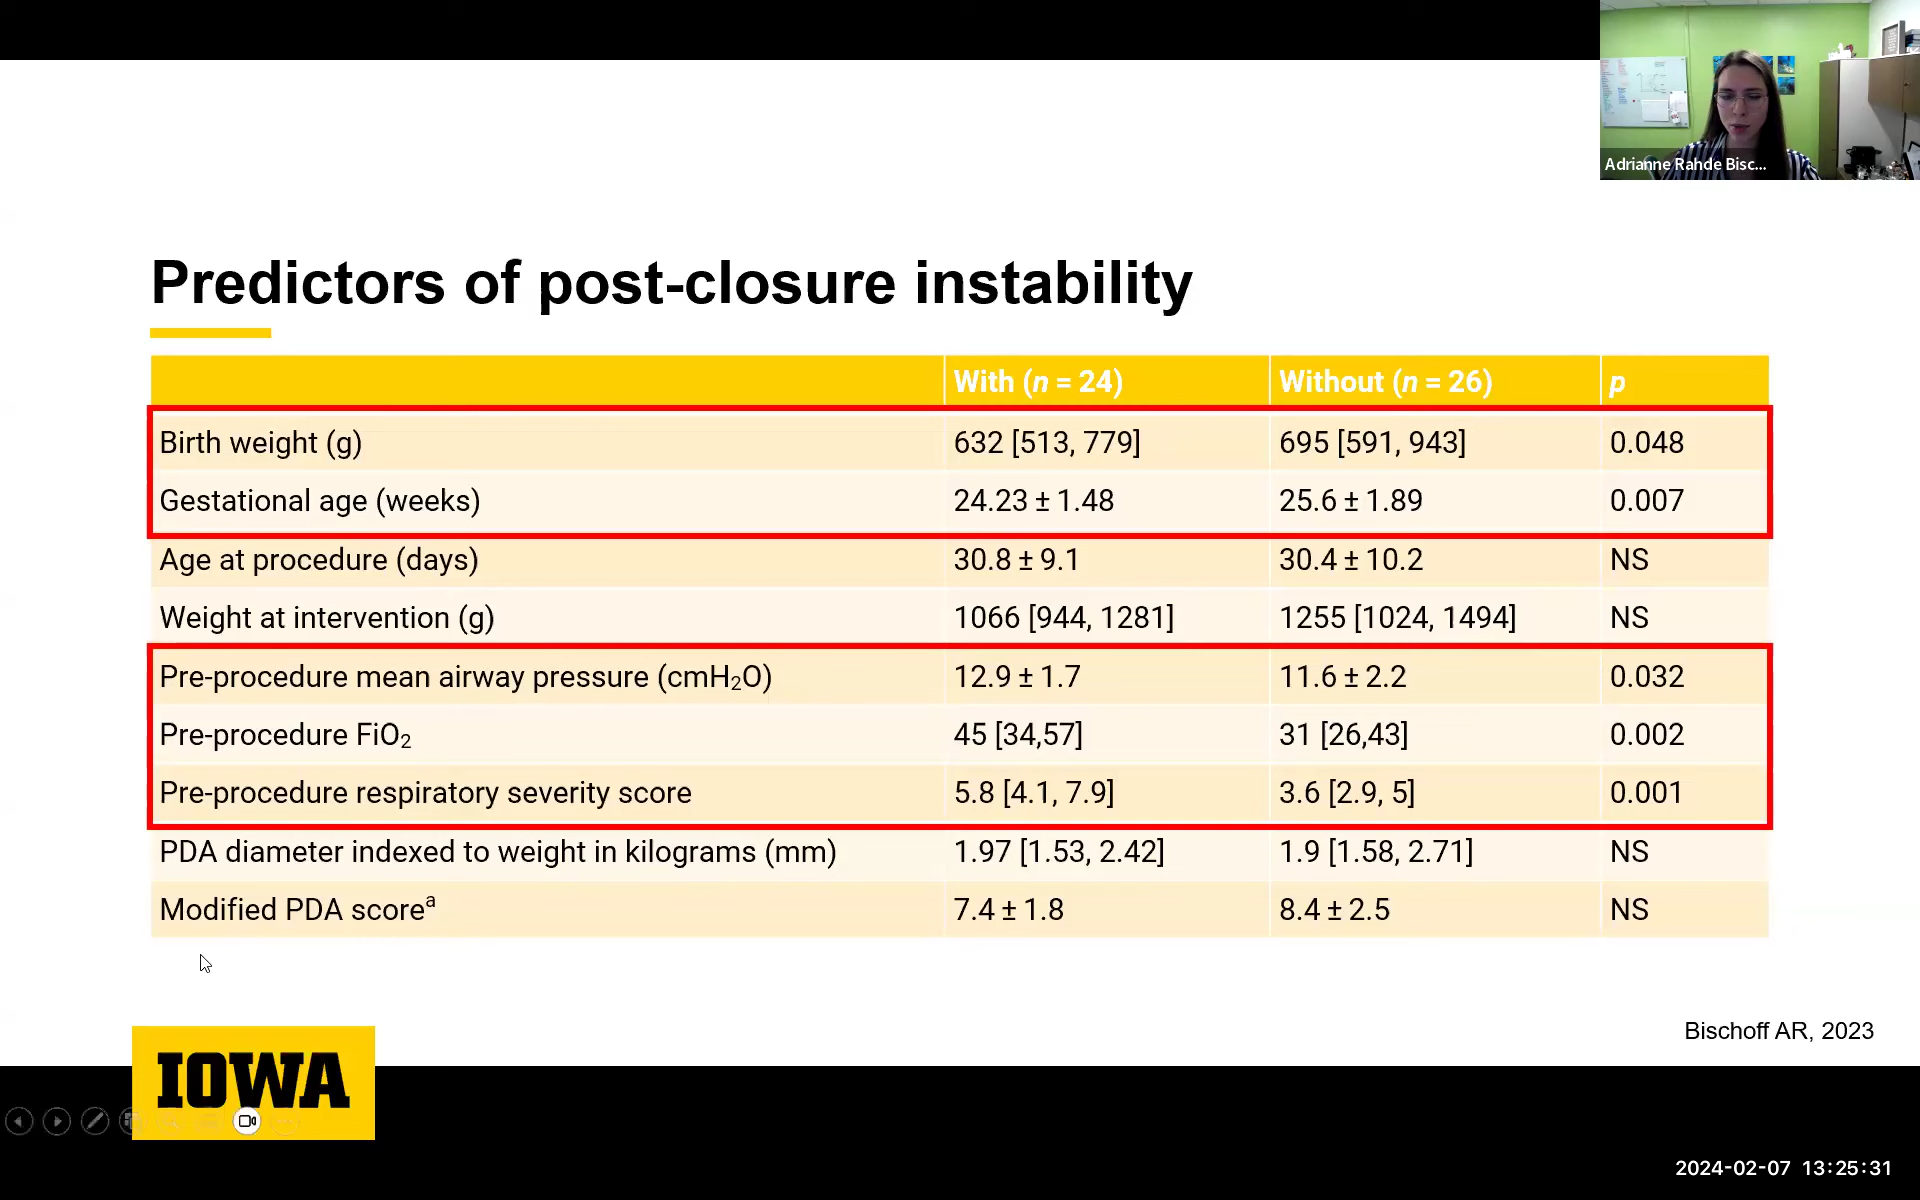 Adrianne Rahde Bisc...
Predictors of post-closure instability
With (n = 24) Without (n = 26) p
Birth weight (g) 632 [513, 779] 695 [591, 943] 0.048
Gestational age (weeks) 24.23 ± 1.48 25.6 ± 1.89 0.007
Age at procedure (days) 30.8 ± 9.1 30.4 ± 10.2 NS
Weight at intervention (g) 1066 [944, 1281] 1255 [1024, 1494] NS
Pre-procedure mean airway pressure (cmH₂O) 12.9 ± 1.7 11.6 ± 2.2 0.032
Pre-procedure FiO₂ 45 [34,57] 31 [26,43] 0.002
Pre-procedure respiratory severity score 5.8 [4.1, 7.9] 3.6 [2.9, 5] 0.001
PDA diameter indexed to weight in kilograms (mm) 1.97 [1.53, 2.42] 1.9 [1.58, 2.71] NS
Modified PDA scoreᵃ 7.4 ± 1.8 8.4 ± 2.5 NS
Bischoff AR, 2023
IOWA
2024-02-07 13:25:31